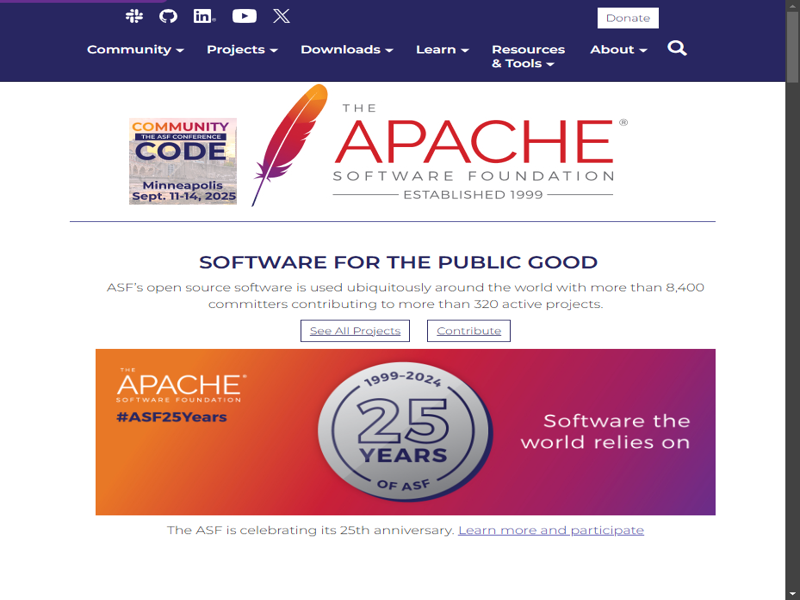 Donate
Community
Projects
Downloads
Learn
Resources
& Tools
About
COMMUNITY
THE ASF CONFERENCE
CODE
Minneapolis
Sept. 11-14, 2025
THE
APACHE®
SOFTWARE FOUNDATION
ESTABLISHED 1999
SOFTWARE FOR THE PUBLIC GOOD
ASF's open source software is used ubiquitously around the world with more than 8,400
committers contributing to more than 320 active projects.
See All Projects
Contribute
THE
APACHE®
SOFTWARE FOUNDATION
#ASF25Years
1999-2024
25
YEARS
OF ASF
Software the
world relies on
The ASF is celebrating its 25th anniversary. Learn more and participate